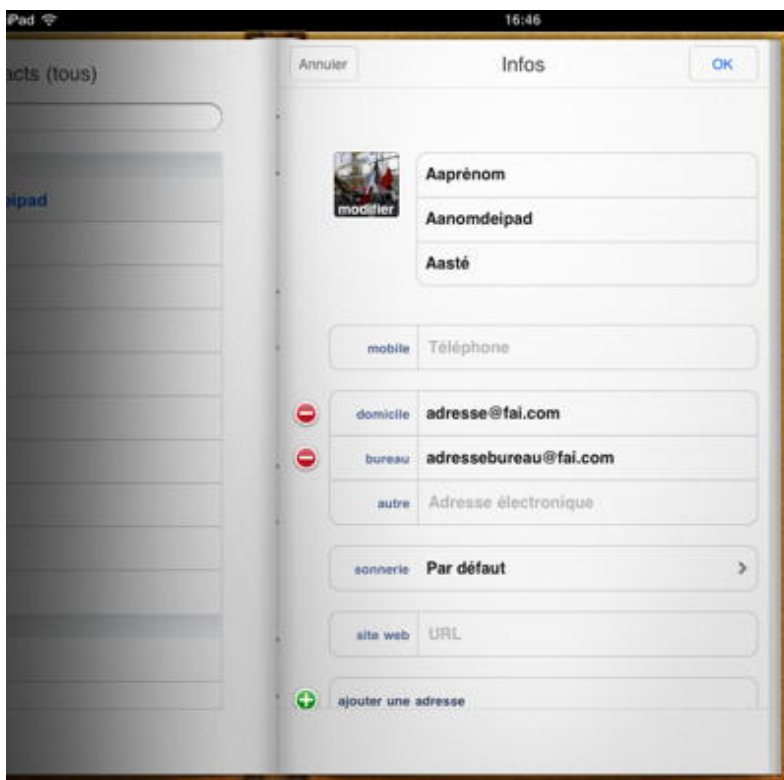 iPad
16:46
acts (tous)
eipad
Annuler
Infos
OK
modifier
Aaprénom
Aanomdeipad
Aasté
mobile Téléphone
domicile adresse@fai.com
bureau adressebureau@fai.com
autre Adresse électronique
sonnerie Par défaut
site web URL
ajouter une adresse